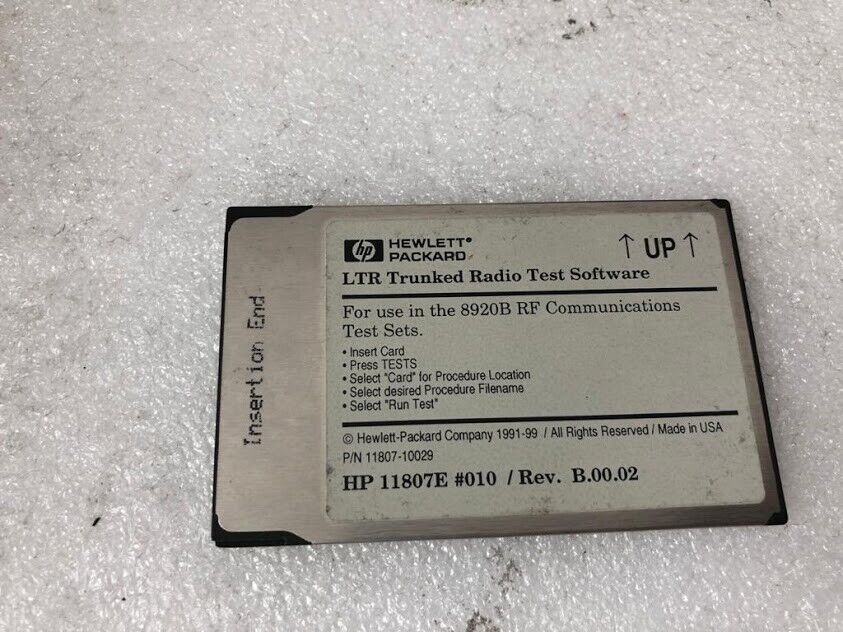 Insertion End
hp HEWLETT®
PACKARD
↑ UP ↑
LTR Trunked Radio Test Software
For use in the 8920B RF Communications
Test Sets.
• Insert Card
• Press TESTS
• Select "Card" for Procedure Location
• Select desired Procedure Filename
• Select "Run Test"
© Hewlett-Packard Company 1991-99 / All Rights Reserved / Made in USA
P/N 11807-10029
HP 11807E #010 / Rev. B.00.02